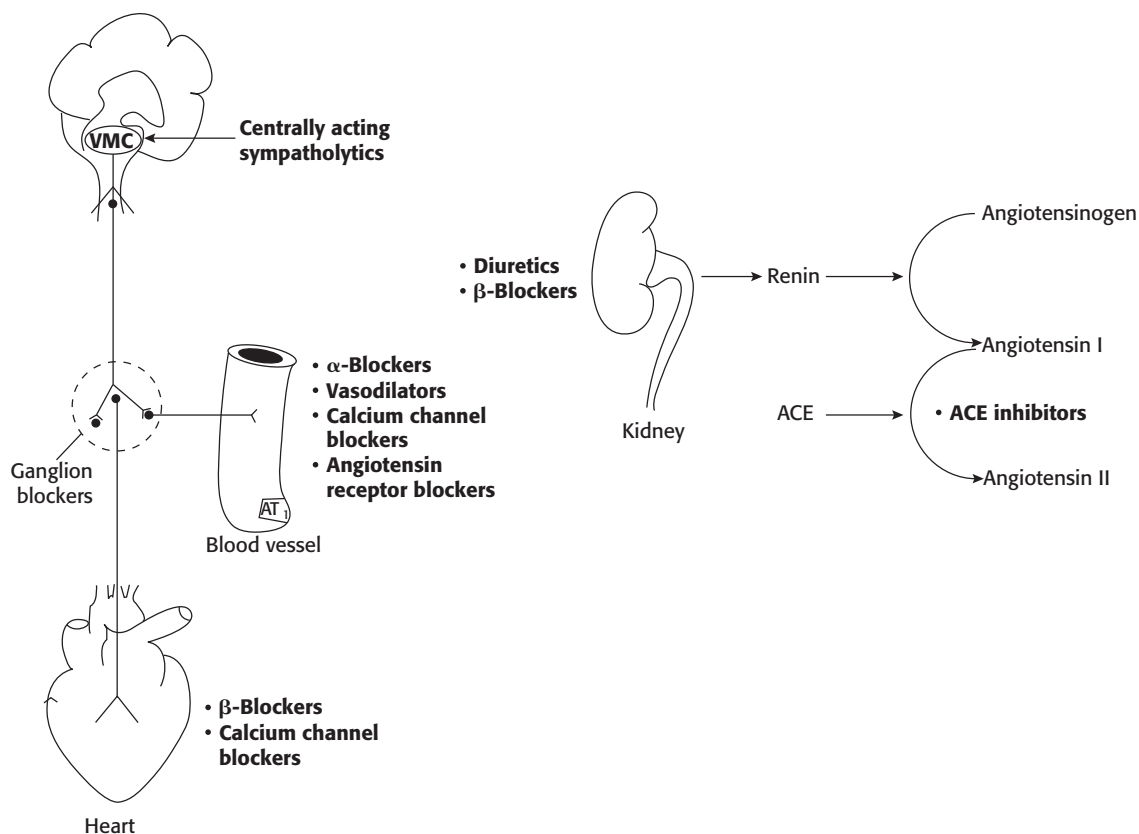 VMC
Centrally acting
sympatholytics
Ganglion
blockers
• α-Blockers
• Vasodilators
• Calcium channel
blockers
• Angiotensin
receptor blockers
AT1
Blood vessel
• β-Blockers
• Calcium channel
blockers
Heart
• Diuretics
• β-Blockers
Kidney
Renin
Angiotensinogen
Angiotensin I
ACE
• ACE inhibitors
Angiotensin II